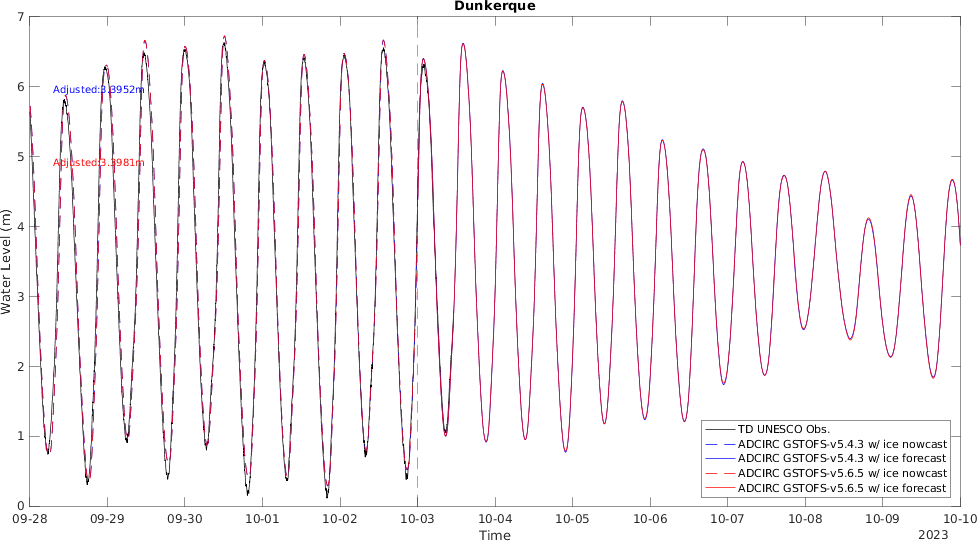 Dunkerque
7
6
5
4
3
2
1
0
Water Level (m)
Adjusted:3.3952m
Adjusted:3.3981m
TD UNESCO Obs.
ADCIRC GSTOFS-v5.4.3 w/ ice nowcast
ADCIRC GSTOFS-v5.4.3 w/ ice forecast
ADCIRC GSTOFS-v5.6.5 w/ ice nowcast
ADCIRC GSTOFS-v5.6.5 w/ ice forecast
09-28 09-29 09-30 10-01 10-02 10-03 10-04 10-05 10-06 10-07 10-08 10-09 10-10
Time
2023